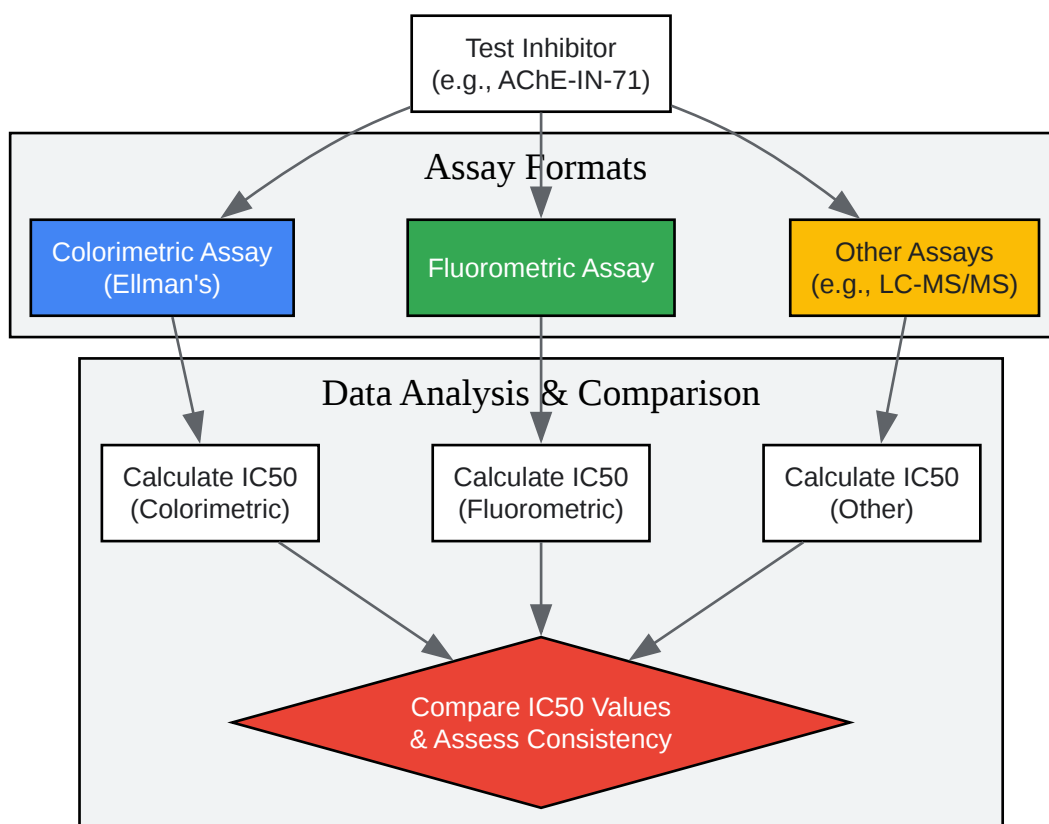 Test Inhibitor
(e.g., AChE-IN-71)
Assay Formats
Colorimetric Assay
(Ellman's)
Fluorometric Assay
Other Assays
(e.g., LC-MS/MS)
Data Analysis & Comparison
Calculate IC50
(Colorimetric)
Calculate IC50
(Fluorometric)
Calculate IC50
(Other)
Compare IC50 Values
& Assess Consistency